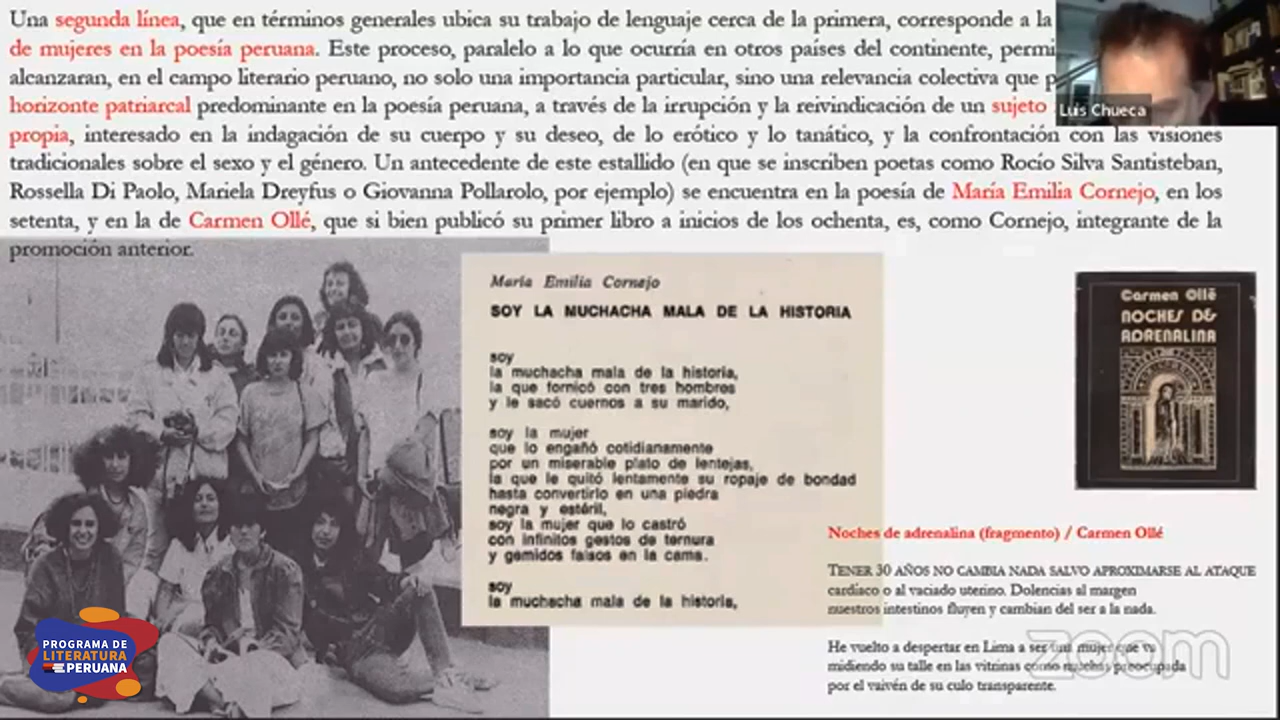 Una segunda línea, que en términos generales ubica su trabajo de lenguaje cerca de la primera, corresponde a la
de mujeres en la poesía peruana. Este proceso, paralelo a lo que ocurría en otros países del continente, permi
alcanzaran, en el campo literario peruano, no solo una importancia particular, sino una relevancia colectiva que p
horizonte patriarcal predominante en la poesía peruana, a través de la irrupción y la reivindicación de un sujeto
propia, interesado en la indagación de su cuerpo y su deseo, de lo erótico y lo tanático, y la confrontación con las visiones
tradicionales sobre el sexo y el género. Un antecedente de este estallido (en que se inscriben poetas como Rocío Silva Santisteban,
Rossella Di Paolo, Mariela Dreyfus o Giovanna Pollarolo, por ejemplo) se encuentra en la poesía de María Emilia Cornejo, en los
setenta, y en la de Carmen Ollé, que si bien publicó su primer libro a inicios de los ochenta, es, como Cornejo, integrante de la
promoción anterior.
Luis Chueca
María Emilia Cornejo
SOY LA MUCHACHA MALA DE LA HISTORIA
soy
la muchacha mala de la historia,
la que fornicó con tres hombres
y le sacó cuernos a su marido,
soy la mujer
que lo engañó cotidianamente
por un miserable plato de lentejas,
la que le quitó lentamente su ropaje de bondad
hasta convertirlo en una piedra
negra y estéril,
soy la mujer que lo castró
con infinitos gestos de ternura
y gemidos falsos en la cama.
soy
la muchacha mala de la historia,
Carmen Ollé
NOCHES DE
ADRENALINA
Noches de adrenalina (fragmento) / Carmen Ollé
TENER 30 AÑOS NO CAMBIA NADA SALVO APROXIMARSE AL ATAQUE
cardíaco o al vaciado uterino. Dolencias al margen
nuestros intestinos fluyen y cambian del ser a la nada.
He vuelto a despertar en Lima a ser una mujer que va
midiendo su talle en las vitrinas como muchas preocupada
por el vaivén de su culo transparente.
zoom
PROGRAMA DE
LITERATURA
PERUANA